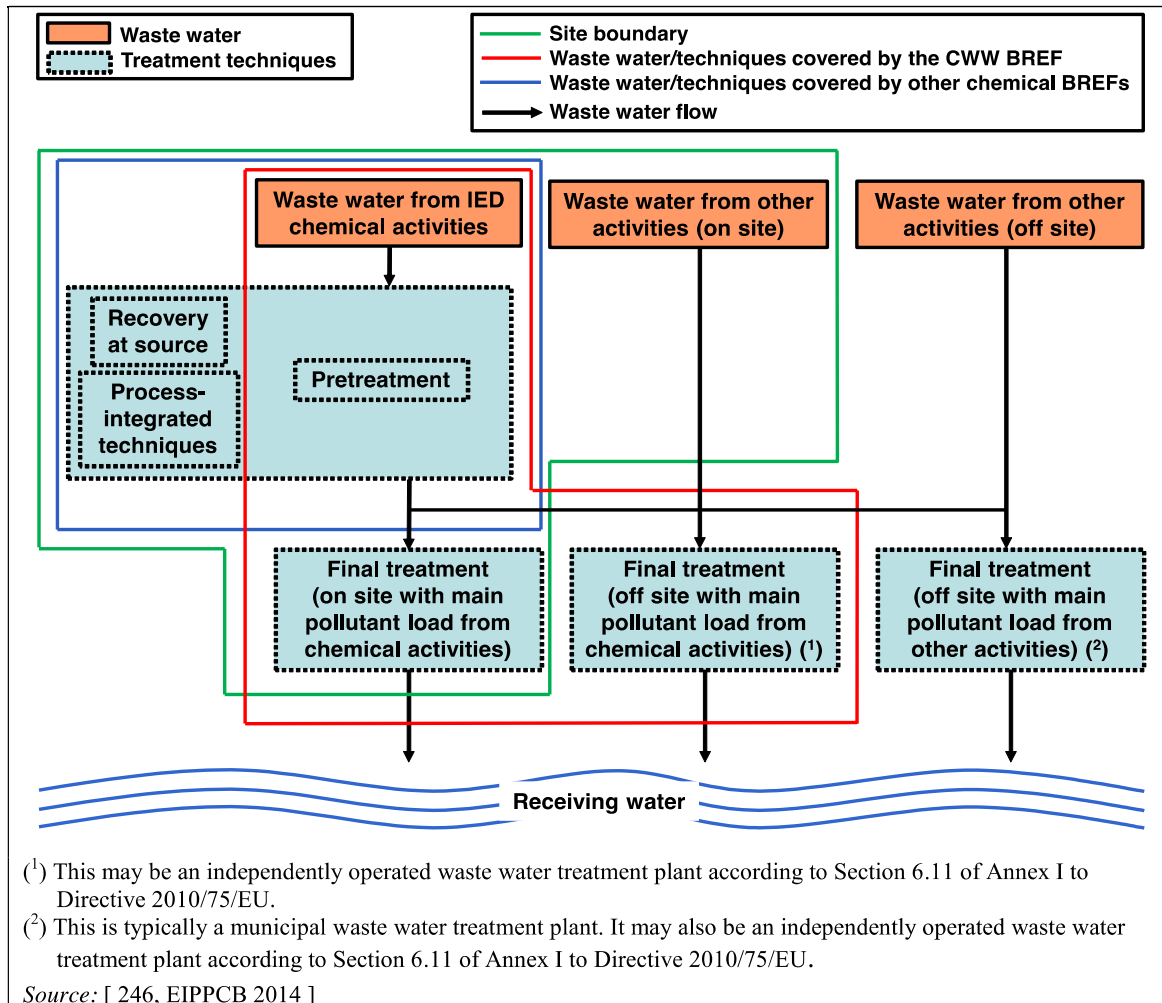 Waste water
Treatment techniques
Site boundary
Waste water/techniques covered by the CWW BREF
Waste water/techniques covered by other chemical BREFs
Waste water flow
Waste water from IED
chemical activities
Waste water from other
activities (on site)
Waste water from other
activities (off site)
Recovery
at source
Process-
integrated
techniques
Pretreatment
Final treatment
(on site with main
pollutant load from
chemical activities)
Final treatment
(off site with main
pollutant load from
chemical activities) (¹)
Final treatment
(off site with main
pollutant load from
other activities) (²)
Receiving water
(¹) This may be an independently operated waste water treatment plant according to Section 6.11 of Annex I to
Directive 2010/75/EU.
(²) This is typically a municipal waste water treatment plant. It may also be an independently operated waste water
treatment plant according to Section 6.11 of Annex I to Directive 2010/75/EU.
Source: [ 246, EIPPCB 2014 ]